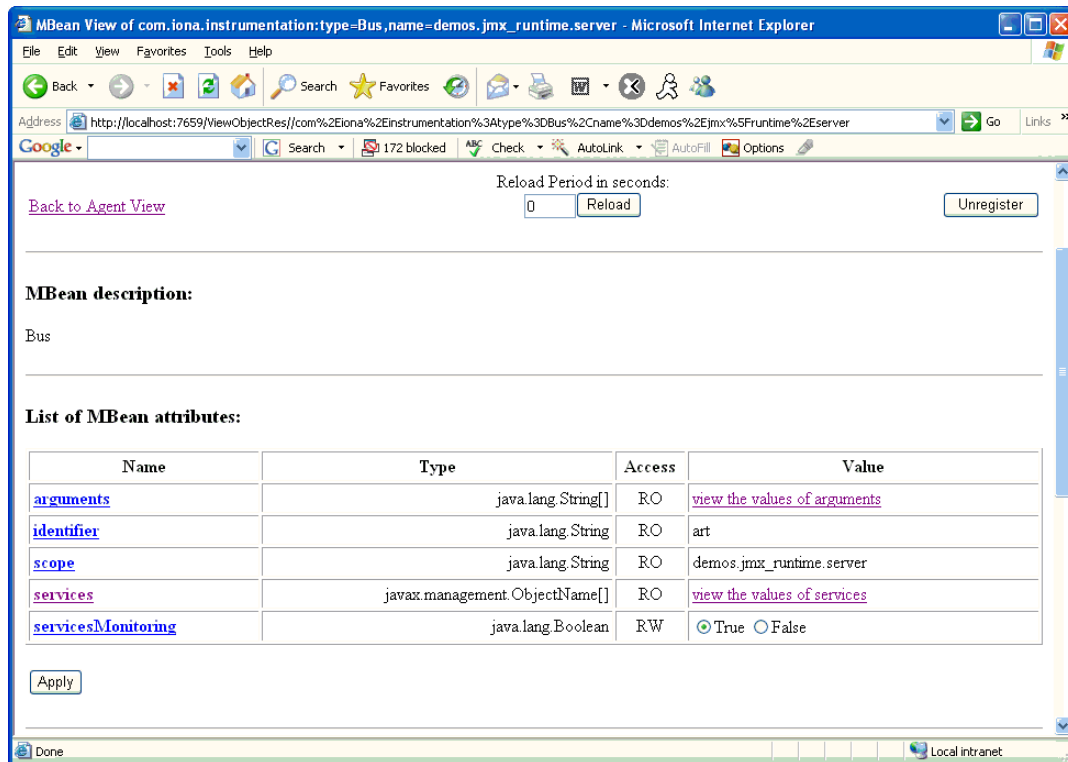 MBean View of com.iona.instrumentation:type=Bus,name=demos.jmx_runtime.server - Microsoft Internet Explorer
File Edit View Favorites Tools Help
Back Search Favorites
Address http://localhost:7659/ViewObjectRes//com%2Eiona%2Einstrumentation%3Atype%3DBus%2Cname%3Ddemos%2Ejmx%5Fruntime%2Eserver Go Links »
Google G Search 172 blocked ABC Check AutoLink AutoFill Options
Reload Period in seconds:
Back to Agent View 0 Reload Unregister
MBean description:
Bus
List of MBean attributes:
Name Type Access Value
arguments java.lang.String[] RO view the values of arguments
identifier java.lang.String RO art
scope java.lang.String RO demos.jmx_runtime.server
services javax.management.ObjectName[] RO view the values of services
servicesMonitoring java.lang.Boolean RW True False
Apply
Done Local intranet